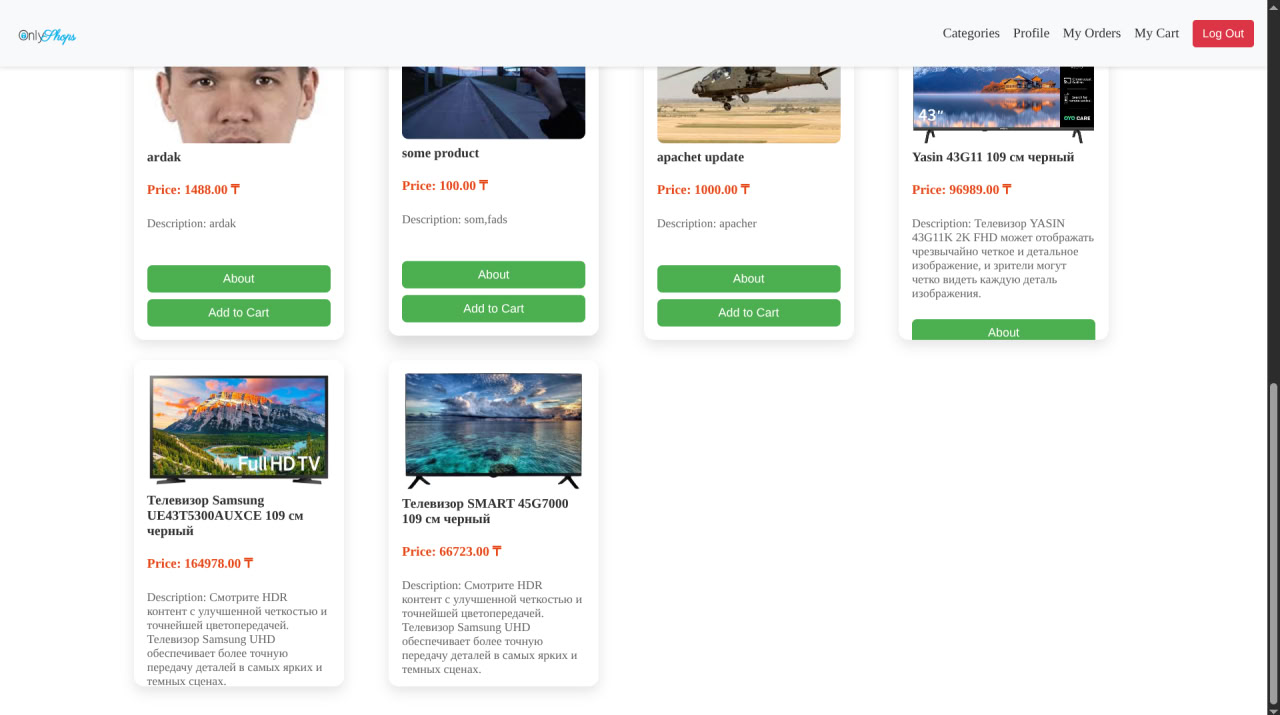 @nlyShops
Categories Profile My Orders My Cart Log Out
ardak
Price: 1488.00 ₸
Description: ardak
About
Add to Cart
some product
Price: 100.00 ₸
Description: som,fads
About
Add to Cart
apachet update
Price: 1000.00 ₸
Description: apacher
About
Add to Cart
43"
OYO CARE
Yasin 43G11 109 см черный
Price: 96989.00 ₸
Description: Телевизор YASIN
43G11K 2K FHD может отображать
чрезвычайно четкое и детальное
изображение, и зрители могут
четко видеть каждую деталь
изображения.
About
Full HD TV
Телевизор Samsung
UE43T5300AUXCE 109 см
черный
Price: 164978.00 ₸
Description: Смотрите HDR
контент с улучшенной четкостью и
точнейшей цветопередачей.
Телевизор Samsung UHD
обеспечивает более точную
передачу деталей в самых ярких и
темных сценах.
Телевизор SMART 45G7000
109 см черный
Price: 66723.00 ₸
Description: Смотрите HDR
контент с улучшенной четкостью и
точнейшей цветопередачей.
Телевизор Samsung UHD
обеспечивает более точную
передачу деталей в самых ярких и
темных сценах.